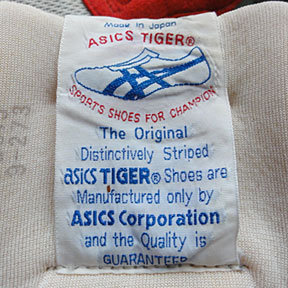 Made in Japan
ASICS TIGER®
SPORTS SHOES FOR CHAMPION
The Original
Distinctively Striped
asics TIGER® Shoes are
Manufactured only by
ASICS Corporation
and the Quality is
GUARANTEED